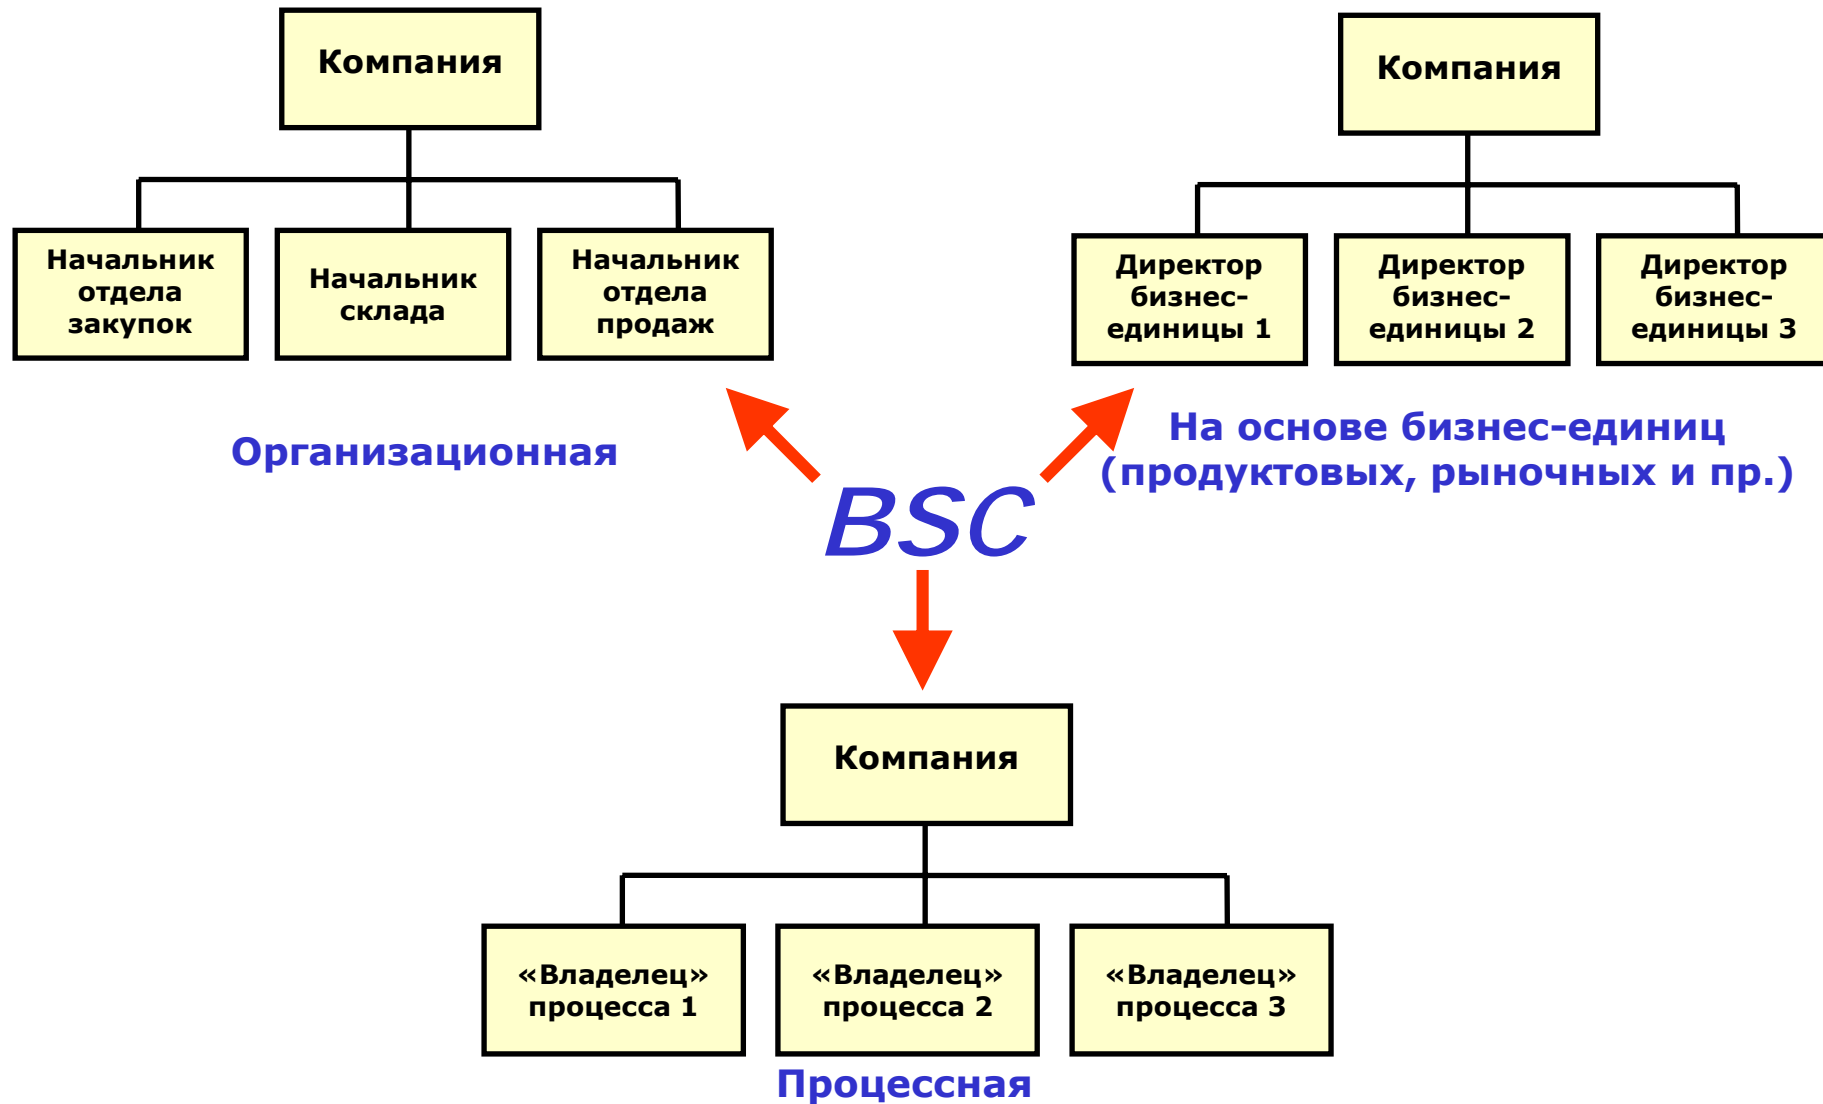 Компания
Начальник
отдела
закупок
Начальник
склада
Начальник
отдела
продаж
Организационная
Компания
Директор
бизнес-
единицы 1
Директор
бизнес-
единицы 2
Директор
бизнес-
единицы 3
На основе бизнес-единиц
(продуктовых, рыночных и пр.)
BSC
Компания
«Владелец»
процесса 1
«Владелец»
процесса 2
«Владелец»
процесса 3
Процессная